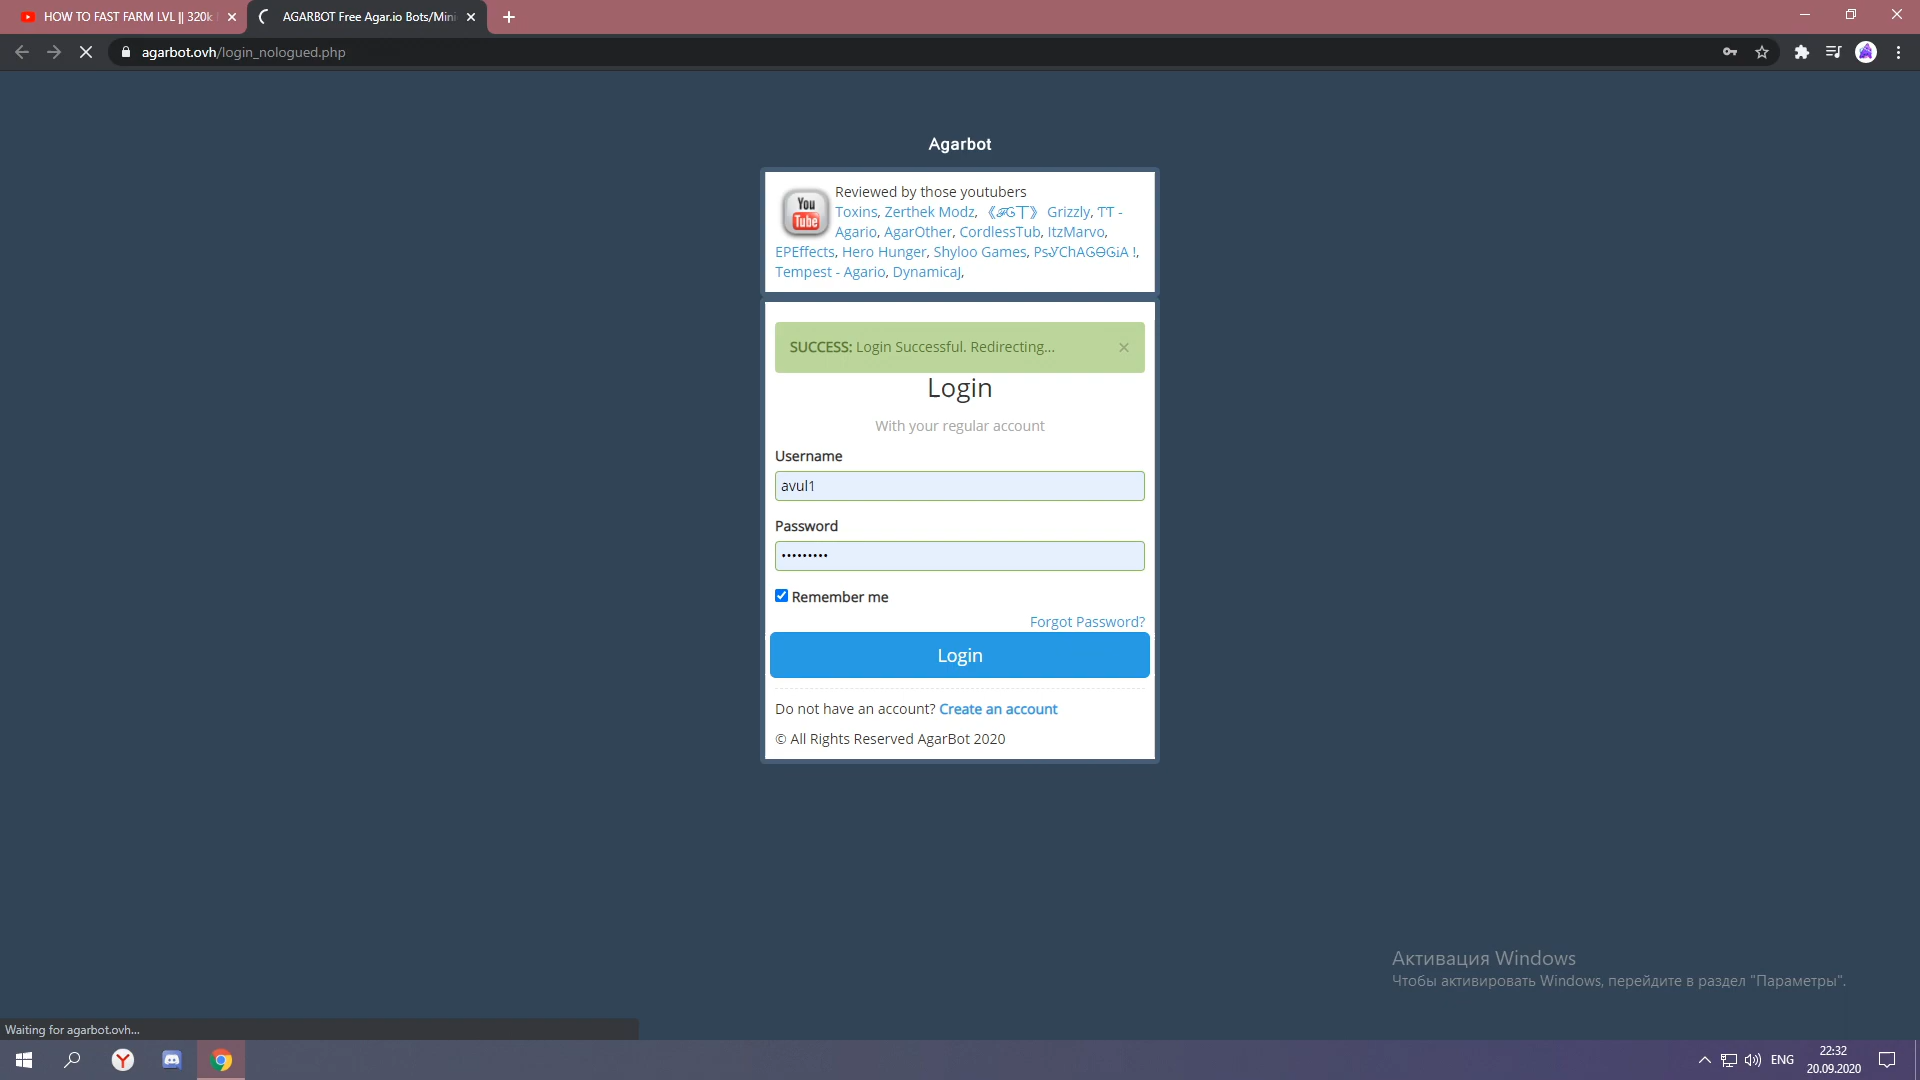 HOW TO FAST FARM LVL || 320k
AGARBOT Free Agar.io Bots/Mini
agarbot.ovh/login_nologued.php
Agarbot
You
Tube
Reviewed by those youtubers
Toxins, Zerthek Modz, Grizzly, TT -
Agario, AgarOther, CordlessTub, ItzMarvo,
EPEffects, Hero Hunger, Shyloo Games, PsᎩChAGӨGiA !,
Tempest - Agario, DynamicaJ,
SUCCESS: Login Successful. Redirecting...
Login
With your regular account
Username
avul1
Password
•••••••••
Remember me
Forgot Password?
Login
Do not have an account? Create an account
© All Rights Reserved AgarBot 2020
Активация Windows
Чтобы активировать Windows, перейдите в раздел "Параметры".
Waiting for agarbot.ovh...
ENG
22:32
20.09.2020